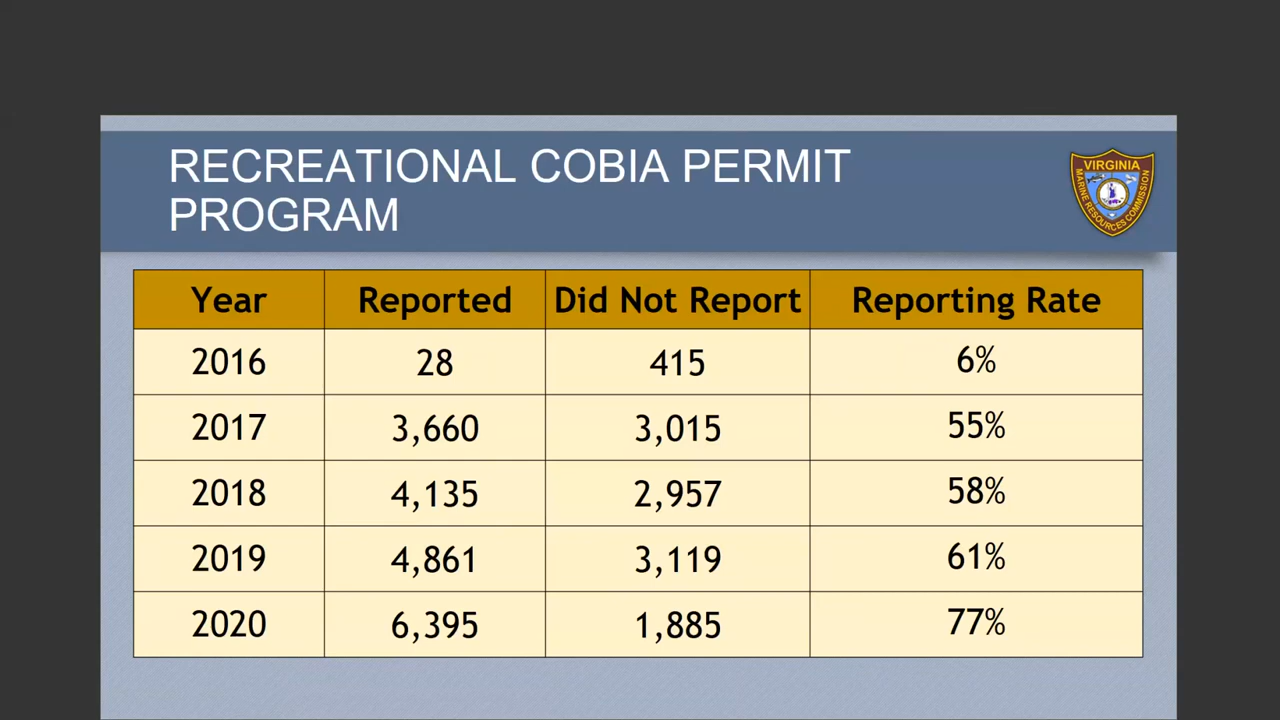 RECREATIONAL COBIA PERMIT
PROGRAM
VIRGINIA
MARINE RESOURCES COMMISSION
Year Reported Did Not Report Reporting Rate
2016 28 415 6%
2017 3,660 3,015 55%
2018 4,135 2,957 58%
2019 4,861 3,119 61%
2020 6,395 1,885 77%